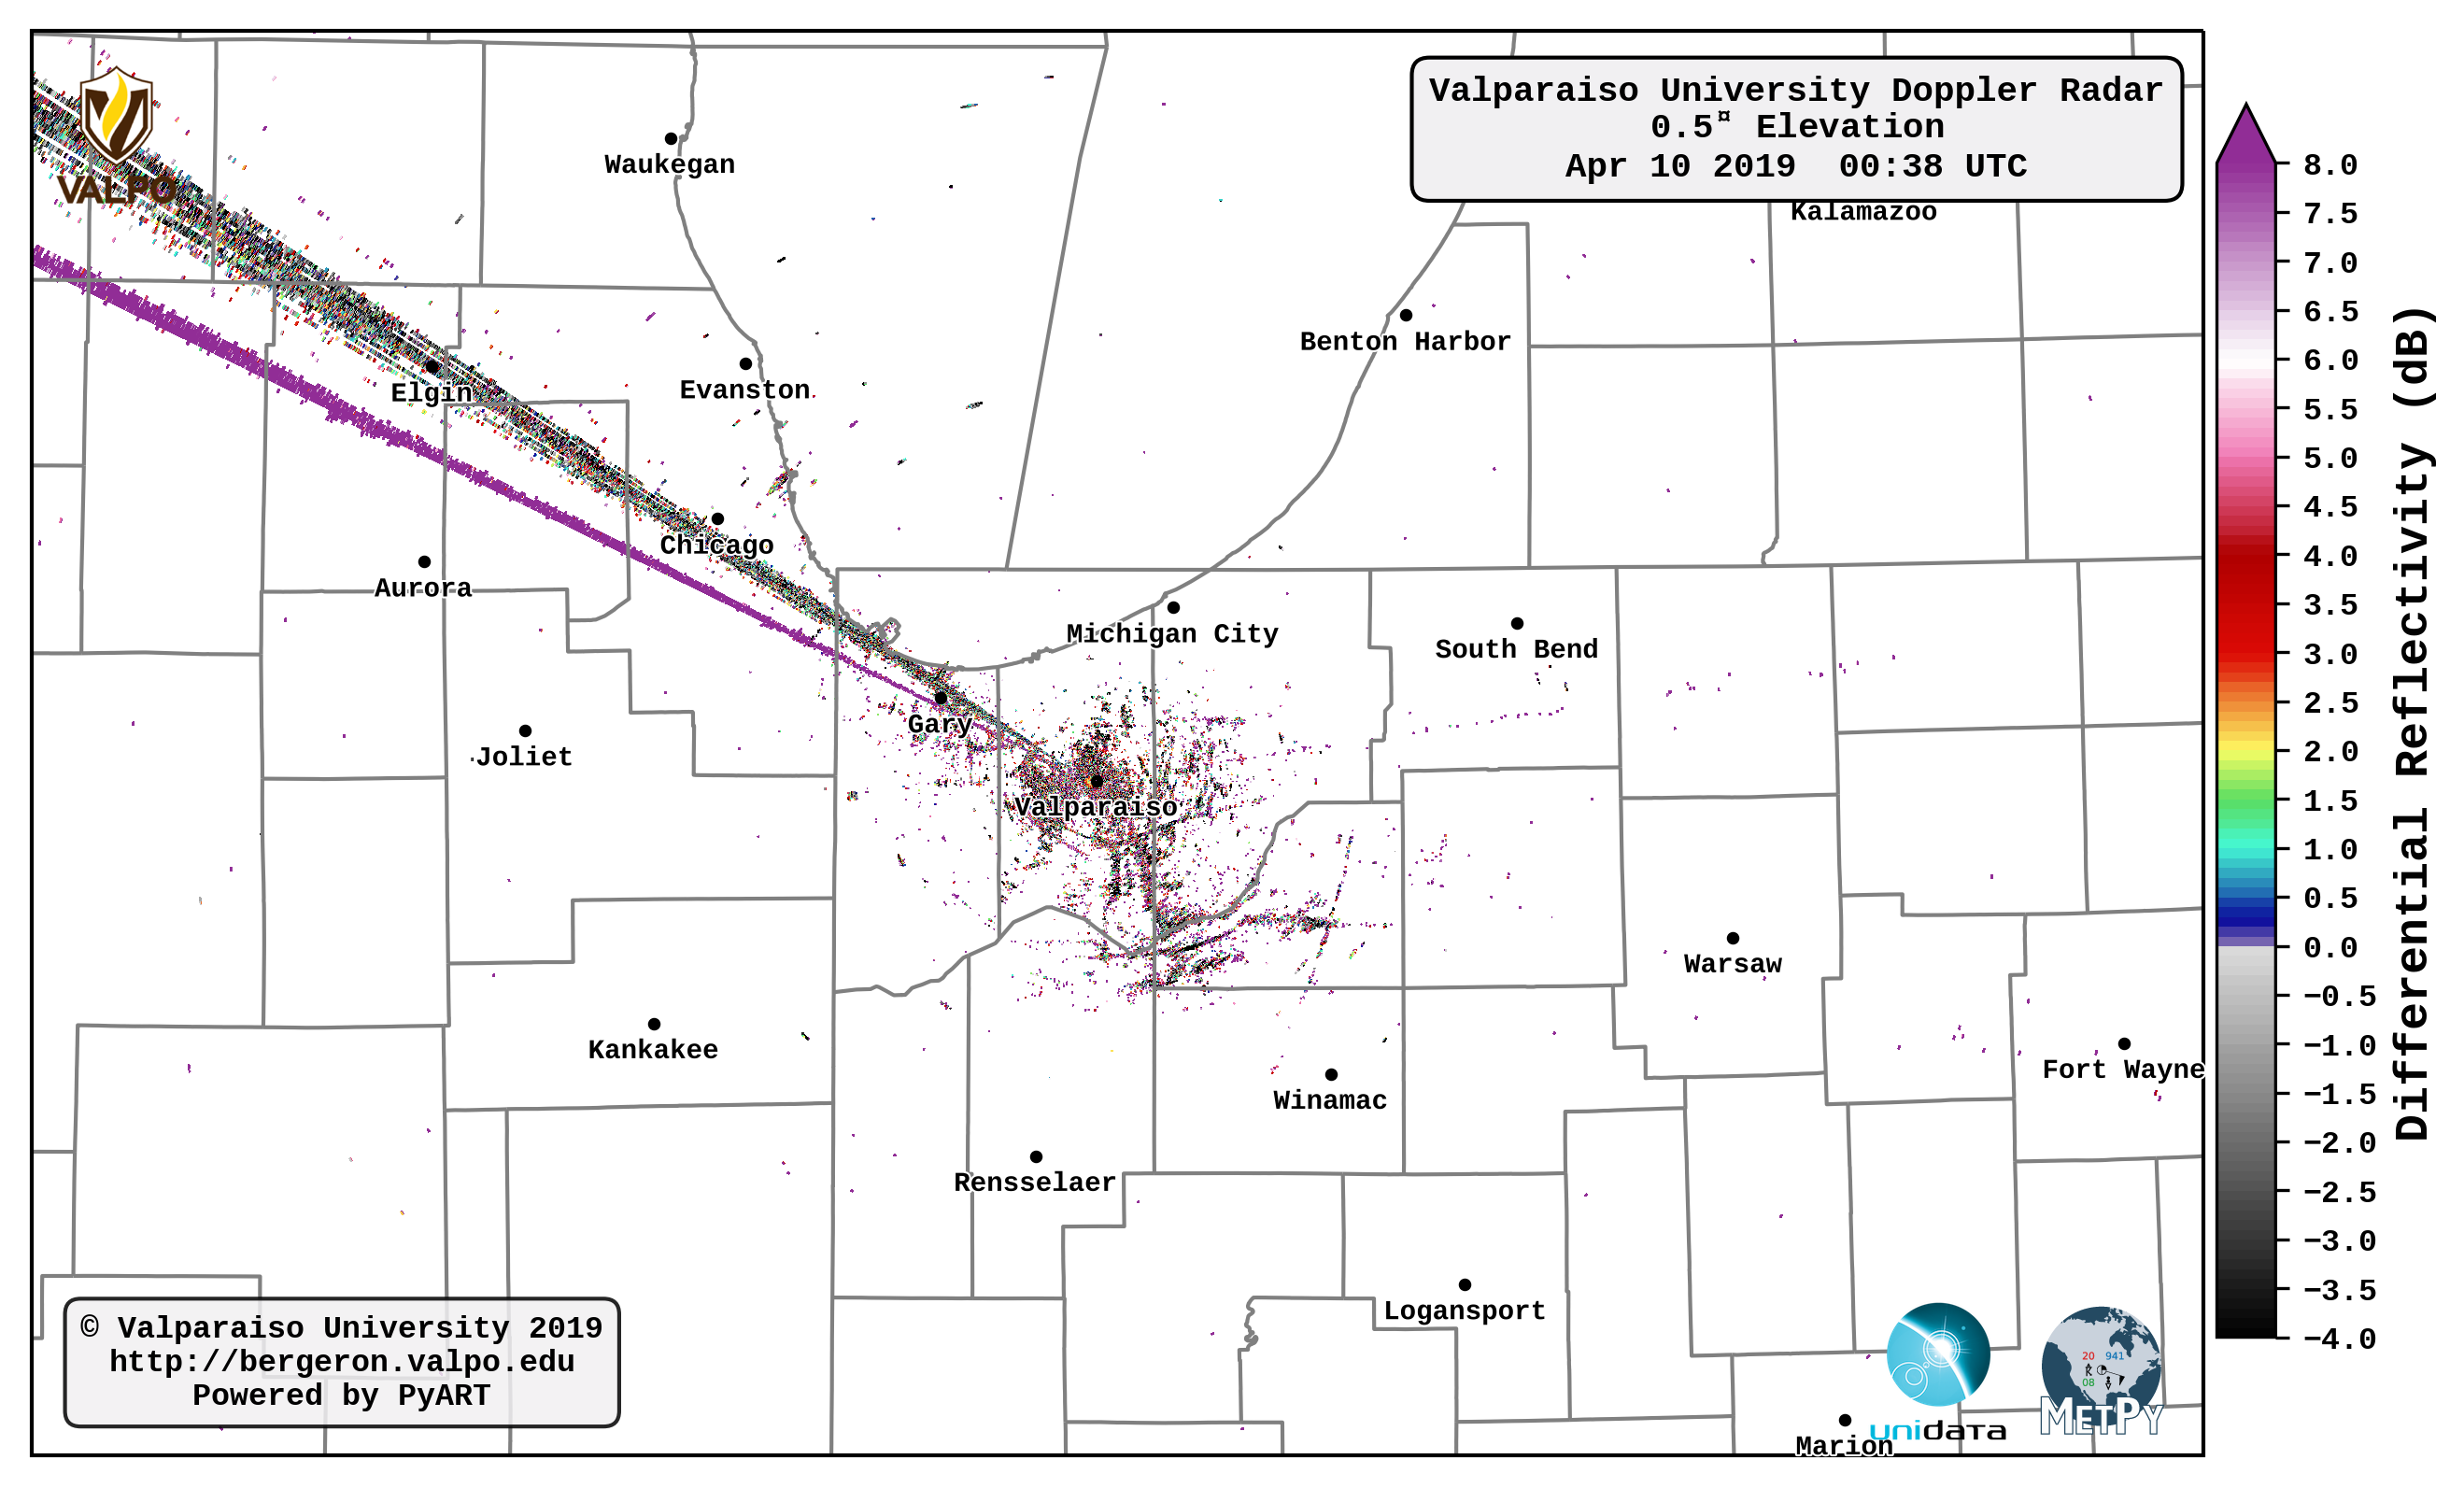 Valparaiso University Doppler Radar
0.5¤ Elevation
Apr 10 2019  00:38 UTC
VALPO
Waukegan
Kalamazoo
Benton Harbor
Evanston
Elgin
Chicago
Aurora
Michigan City
South Bend
Gary
Joliet
Valparaiso
Warsaw
Kankakee
Fort Wayne
Winamac
Rensselaer
Logansport
Marion
© Valparaiso University 2019
http://bergeron.valpo.edu
Powered by PyART
unidata
20 941
08
METPY
8.0
7.5
7.0
6.5
6.0
5.5
5.0
4.5
4.0
3.5
3.0
2.5
2.0
1.5
1.0
0.5
0.0
−0.5
−1.0
−1.5
−2.0
−2.5
−3.0
−3.5
−4.0
Differential Reflectivity (dB)